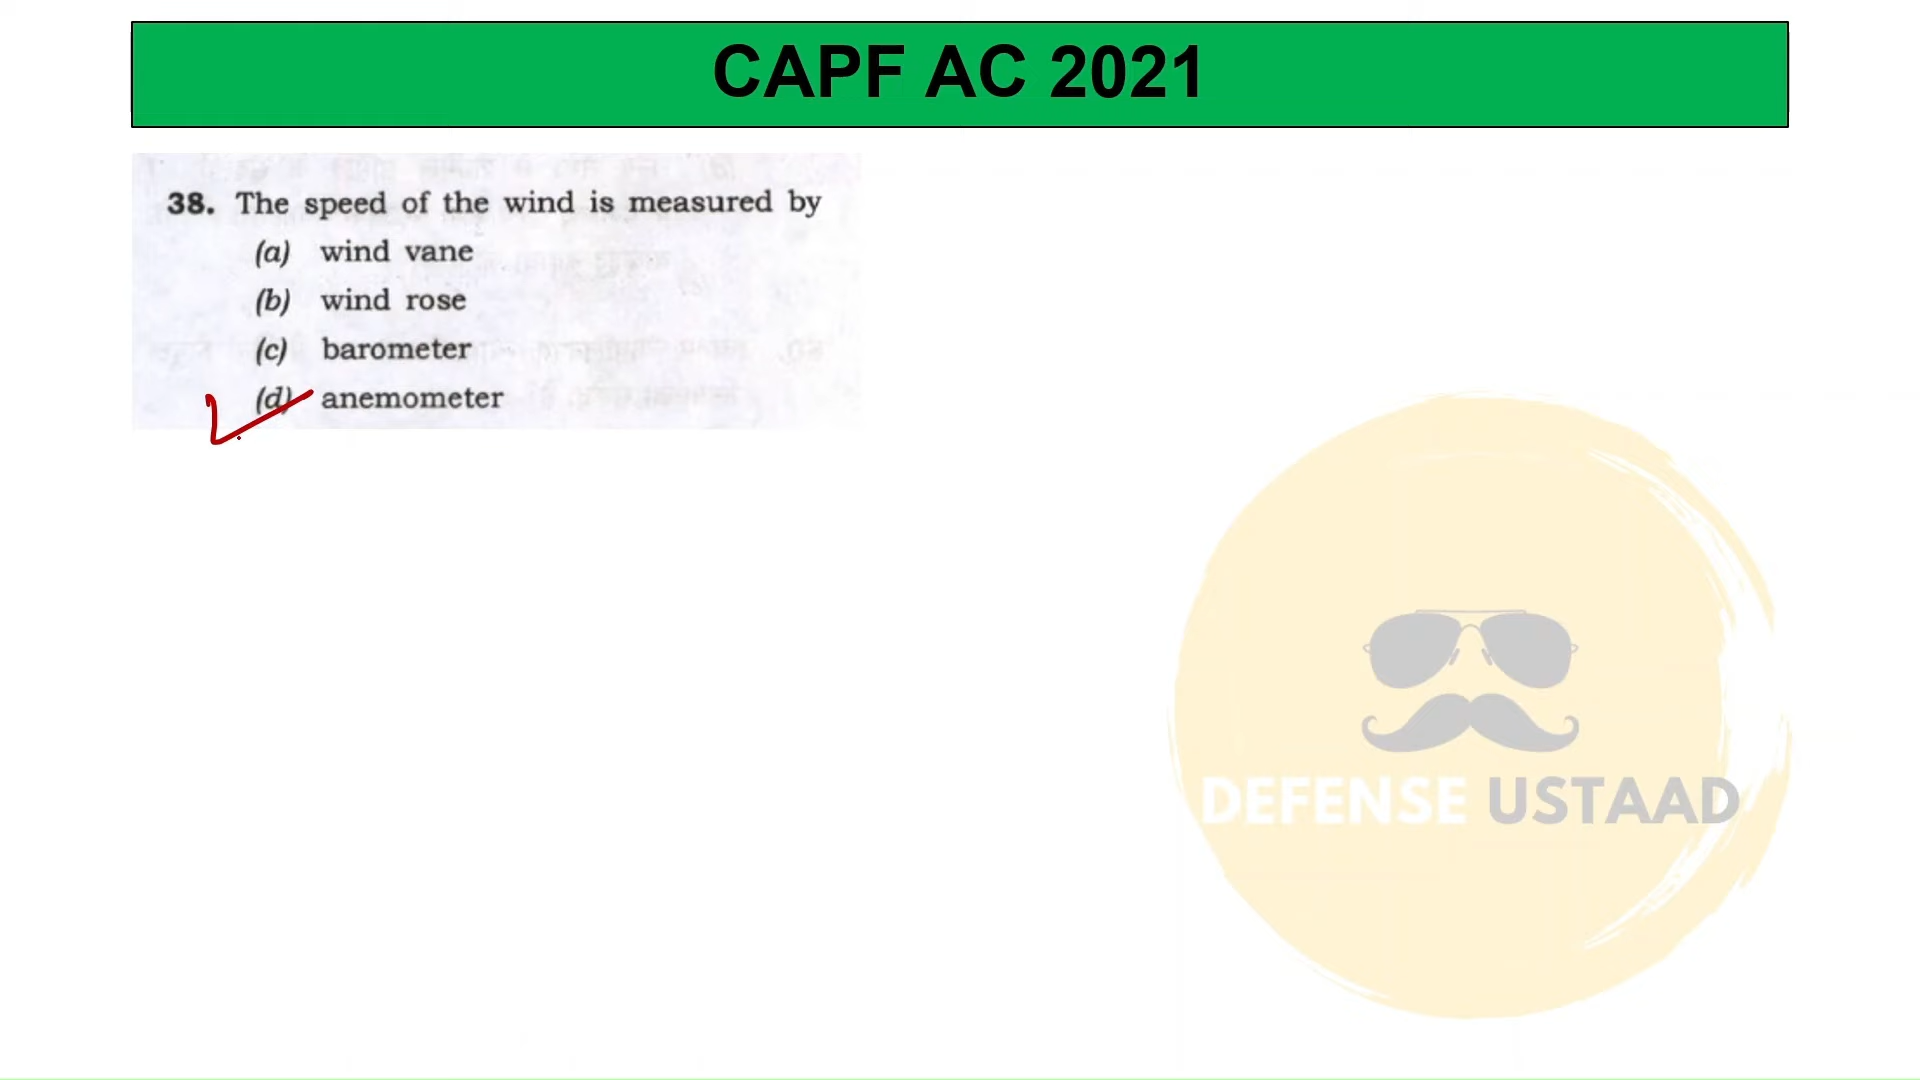 CAPF AC 2021
38. The speed of the wind is measured by
(a) wind vane
(b) wind rose
(c) barometer
(d) anemometer
DEFENSE USTAAD